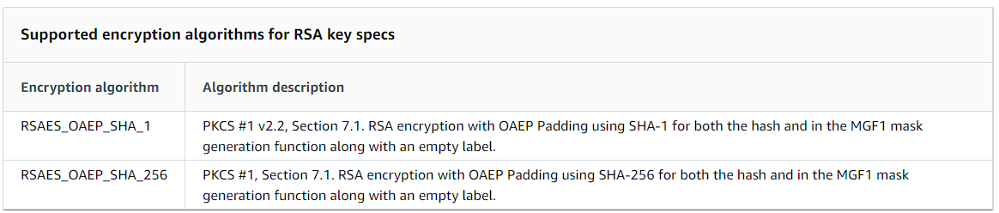 Supported encryption algorithms for RSA key specs
Encryption algorithm
Algorithm description
RSAES_OAEP_SHA_1
PKCS #1 v2.2, Section 7.1. RSA encryption with OAEP Padding using SHA-1 for both the hash and in the MGF1 mask
generation function along with an empty label.
RSAES_OAEP_SHA_256
PKCS #1, Section 7.1. RSA encryption with OAEP Padding using SHA-256 for both the hash and in the MGF1 mask
generation function along with an empty label.